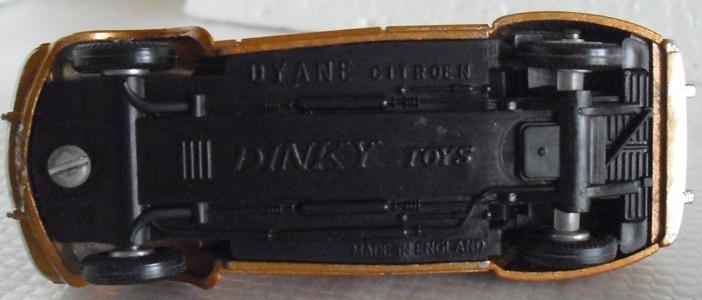 DYANE CITROEN
DINKY TOYS
MADE IN ENGLAND